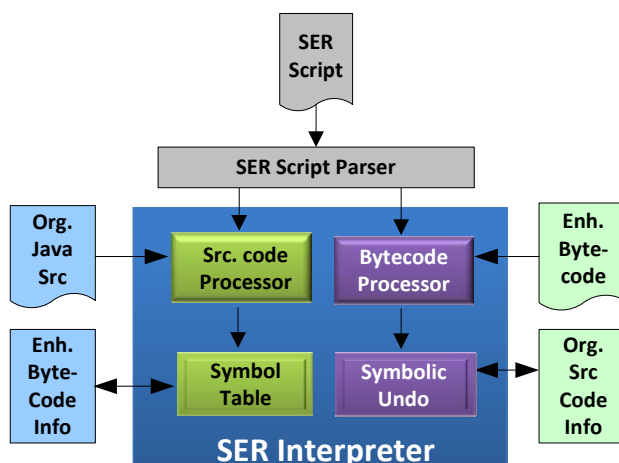 SER
Script
SER Script Parser
Org.
Java
Src
Src. code
Processor
Bytecode
Processor
Enh.
Byte-
code
Enh.
Byte-
Code
Info
Symbol
Table
Symbolic
Undo
Org.
Src
Code
Info
SER Interpreter